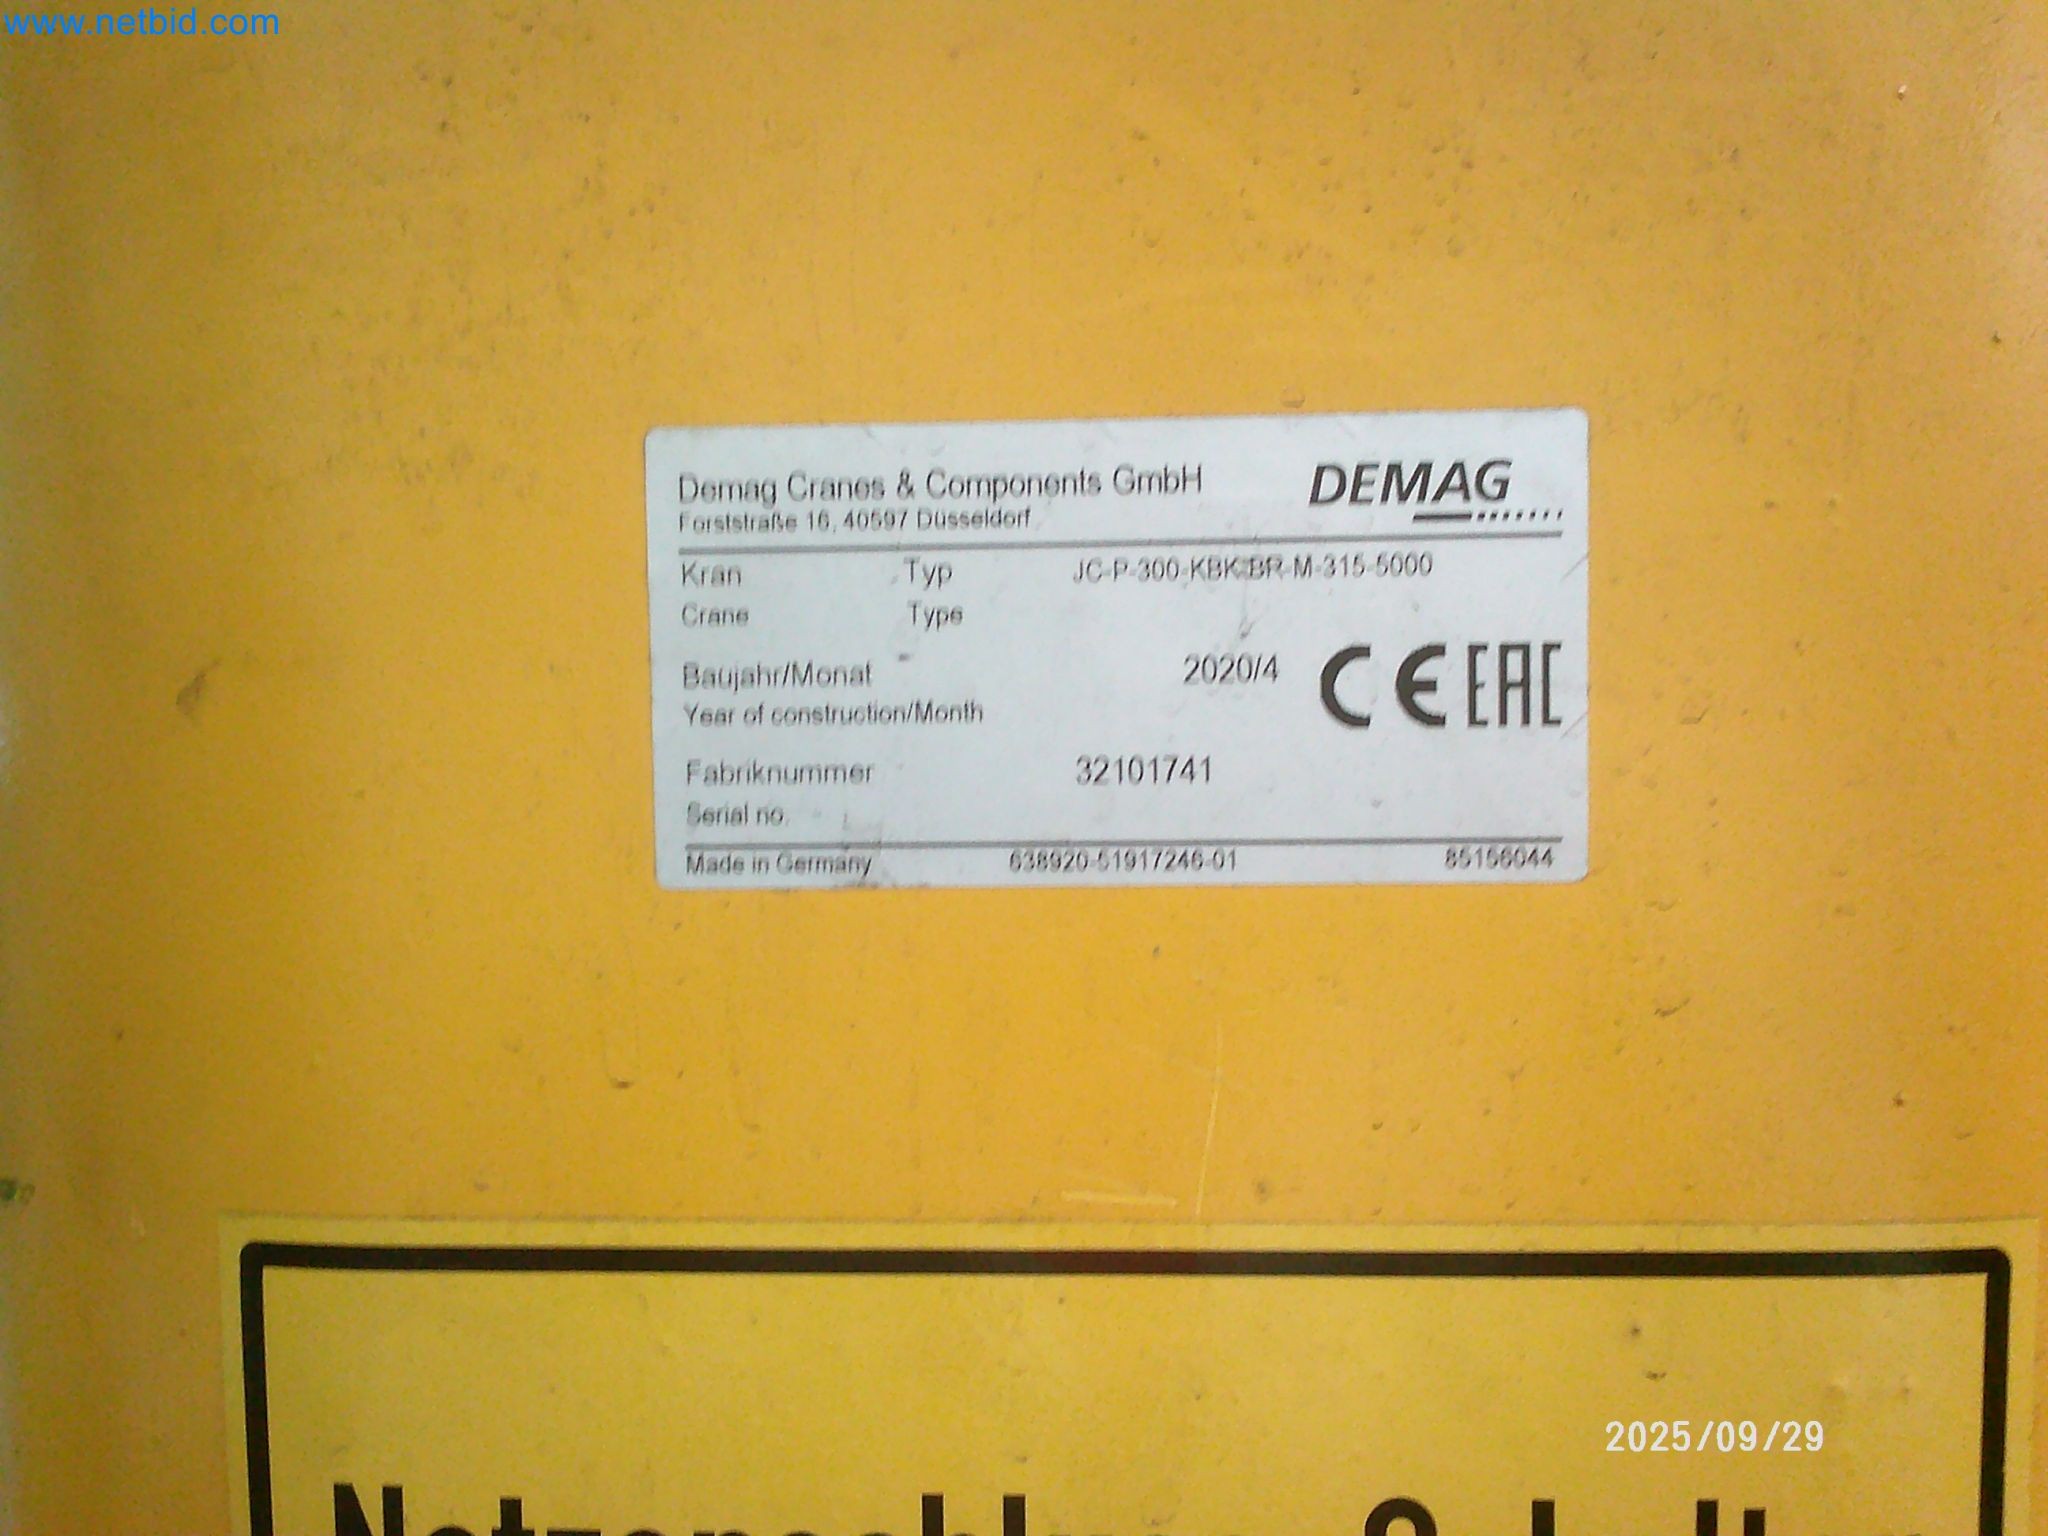 www.netbid.com
Demag Cranes & Components GmbH
DEMAG
Forststraße 16, 40597 Düsseldorf
Kran Typ JC-P-300-KBK BR-M-315-5000
Crane Type
Baujahr/Monat 2020/4 CE EAC
Year of construction/Month
Fabriknummer 32101741
Serial no.
Made in Germany 638920-51917246-01 85156044
2025/09/29